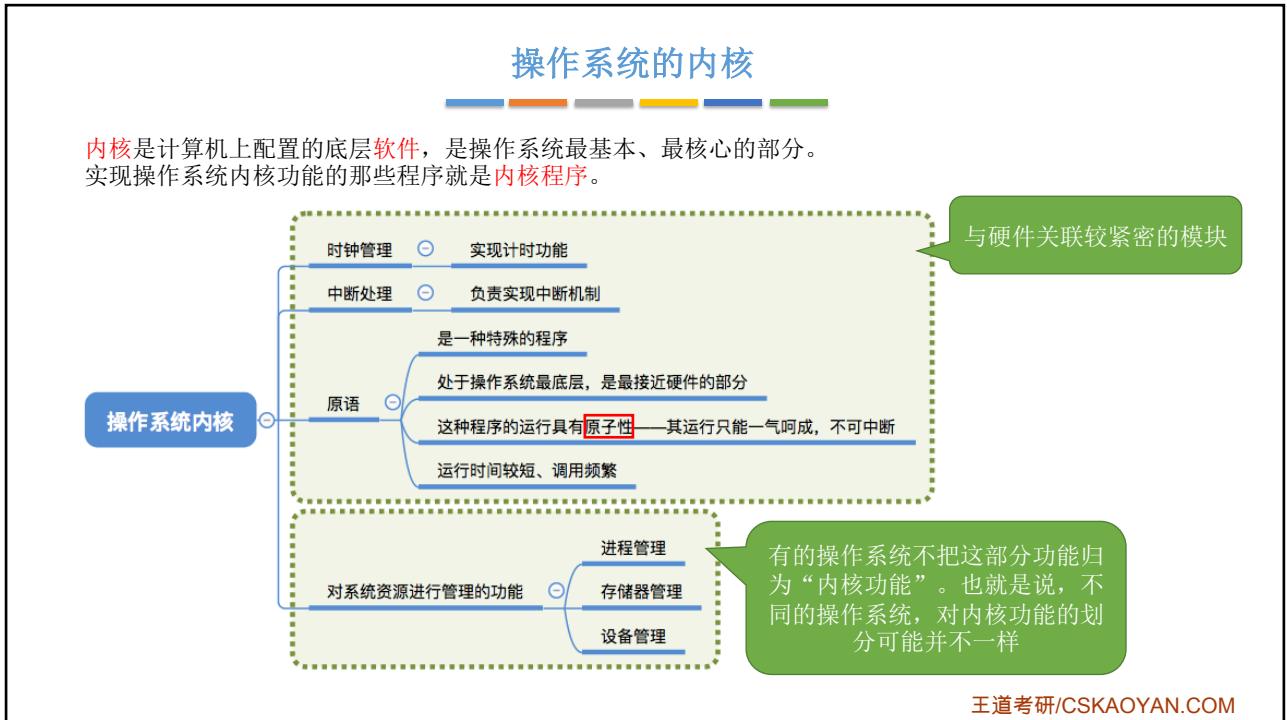 操作系统的内核
内核是计算机上配置的底层软件，是操作系统最基本、最核心的部分。
实现操作系统内核功能的那些程序就是内核程序。
与硬件关联较紧密的模块
时钟管理
实现计时功能
中断处理
负责实现中断机制
是一种特殊的程序
处于操作系统最底层，是最接近硬件的部分
原语
这种程序的运行具有原子性——其运行只能一气呵成，不可中断
运行时间较短、调用频繁
操作系统内核
进程管理
对系统资源进行管理的功能
存储器管理
设备管理
有的操作系统不把这部分功能归
为“内核功能”。也就是说，不
同的操作系统，对内核功能的划
分可能并不一样
王道考研/CSKAOYAN.COM